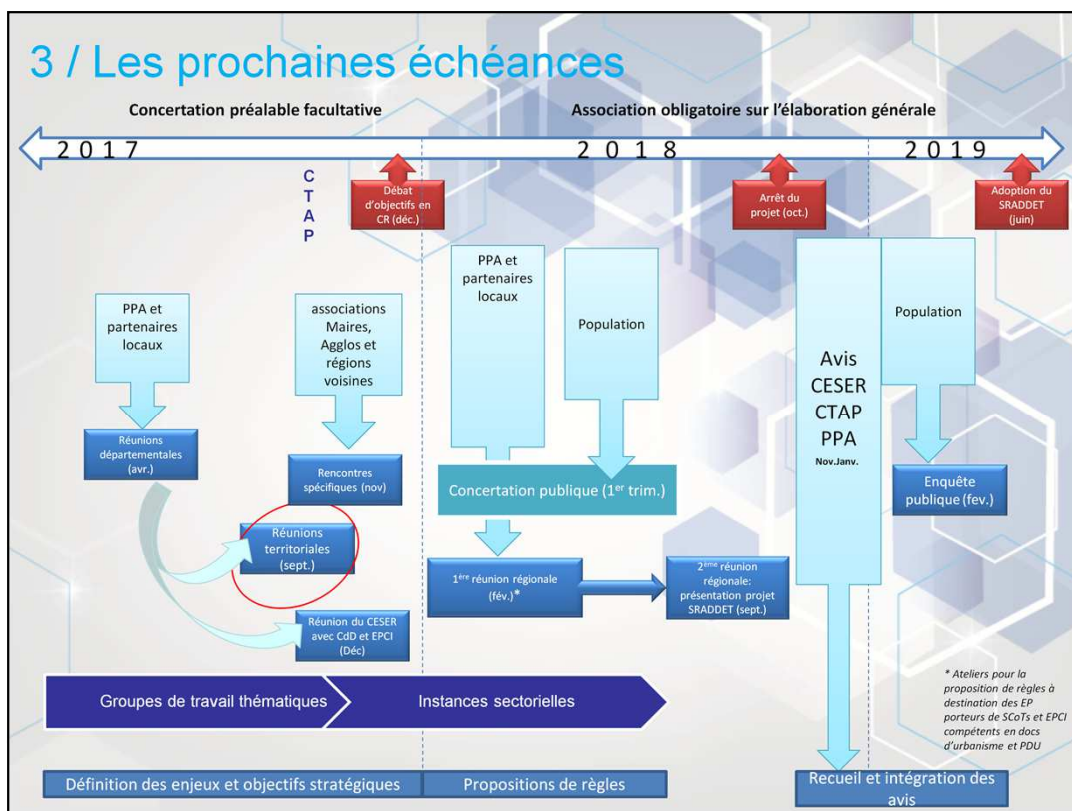 3 / Les prochaines échéances
Concertation préalable facultative
Association obligatoire sur l’élaboration générale
2017
2018
2019
C
T
A
P
Débat
d’objectifs en
CR (déc.)
Arrêt du
projet (oct.)
Adoption du
SRADDET
(juin)
PPA et
partenaires
locaux
associations
Maires,
Agglos et
régions
voisines
PPA et
partenaires
locaux
Population
Avis
CESER
CTAP
PPA
Nov.Janv.
Population
Réunions
départementales
(avr.)
Rencontres
spécifiques (nov)
Concertation publique (1er trim.)
Enquête
publique (fev.)
Réunions
territoriales
(sept.)
1ère réunion régionale
(fév.)*
2ème réunion
régionale:
présentation projet
SRADDET (sept.)
Réunion du CESER
avec CdD et EPCI
(Déc)
* Ateliers pour la
proposition de règles à
destination des EP
porteurs de SCoTs et EPCI
compétents en docs
d’urbanisme et PDU
Groupes de travail thématiques
Instances sectorielles
Définition des enjeux et objectifs stratégiques
Propositions de règles
Recueil et intégration des
avis